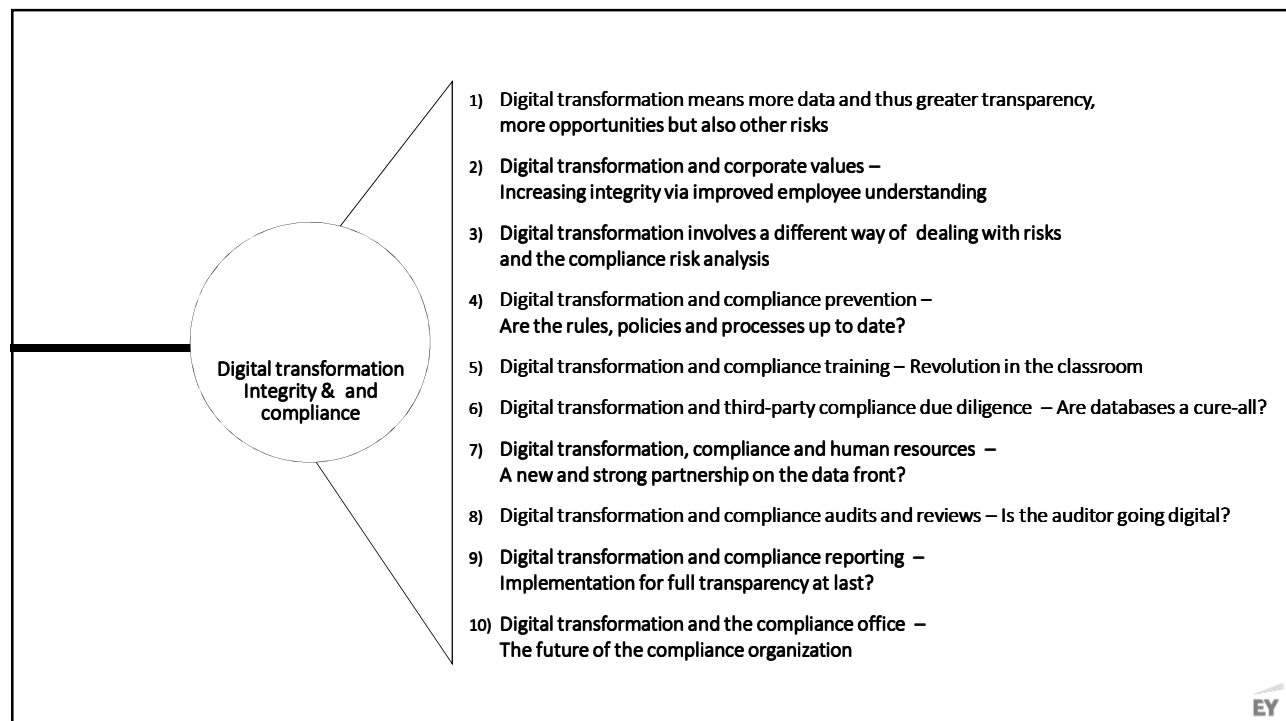 1) Digital transformation means more data and thus greater transparency,
more opportunities but also other risks
2) Digital transformation and corporate values –
Increasing integrity via improved employee understanding
3) Digital transformation involves a different way of dealing with risks
and the compliance risk analysis
4) Digital transformation and compliance prevention –
Are the rules, policies and processes up to date?
Digital transformation
Integrity & and
compliance
5) Digital transformation and compliance training – Revolution in the classroom
6) Digital transformation and third-party compliance due diligence – Are databases a cure-all?
7) Digital transformation, compliance and human resources –
A new and strong partnership on the data front?
8) Digital transformation and compliance audits and reviews – Is the auditor going digital?
9) Digital transformation and compliance reporting –
Implementation for full transparency at last?
10) Digital transformation and the compliance office –
The future of the compliance organization
EY